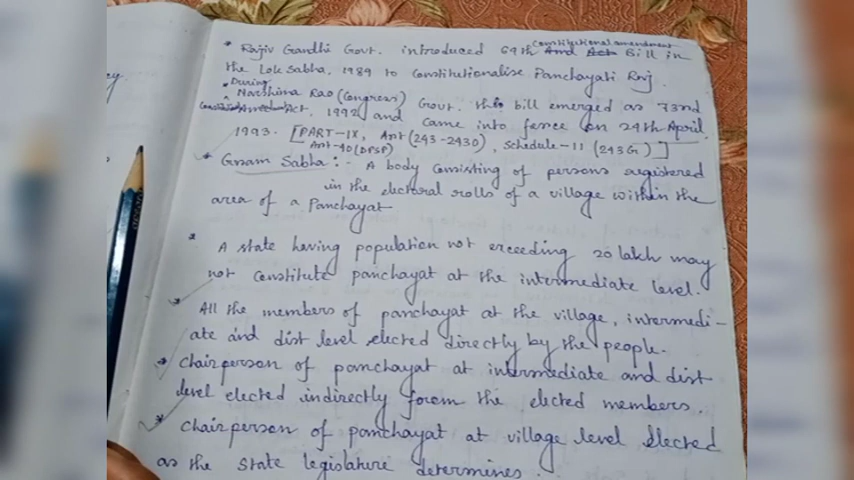 * Rajiv Gandhi Govt. introduced 64th constitutional amendment Bill in
the Lok Sabha, 1989 to constitutionalise Panchayati Raj.
* During
Narshima Rao (Congress) Govt. this bill emerged as 73rd
Act, 1992 and came into force on 24th April
1993. [PART-IX, Art (243-243O), Schedule-11 (243G)]
Art-40 (DPSP)
* Gram Sabha :- A body consisting of persons registered
in the electoral rolls of a village within the
area of a Panchayat
* A state having population not exceeding 20 lakh may
not constitute panchayat at the intermediate level.
* All the members of panchayat at the village, intermedi-
ate and dist level elected directly by the people.
* Chairperson of panchayat at intermediate and dist
level elected indirectly from the elected members.
* Chairperson of panchayat at village level elected
as the state legislature determines.